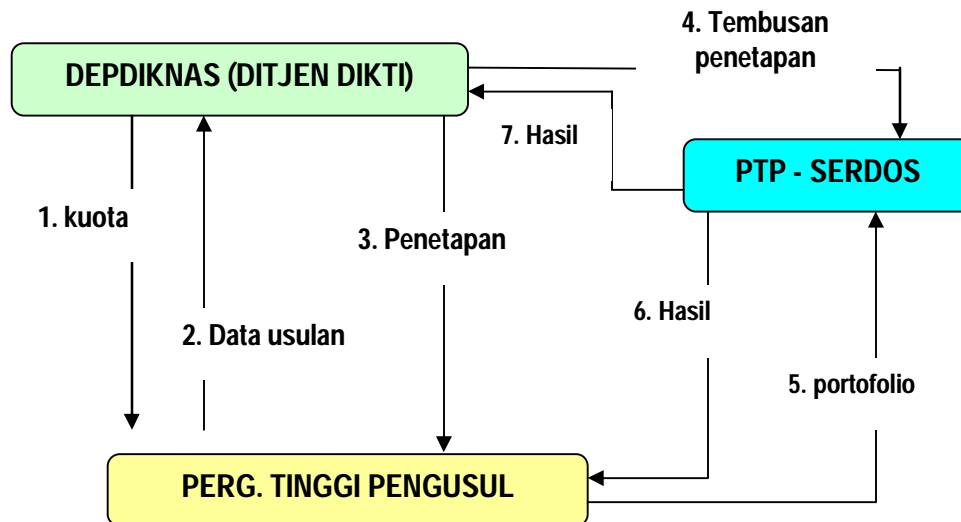 4. Tembusan
penetapan
DEPDIKNAS (DITJEN DIKTI)
7. Hasil
PTP - SERDOS
1. kuota
3. Penetapan
6. Hasil
2. Data usulan
5. portofolio
PERG. TINGGI PENGUSUL